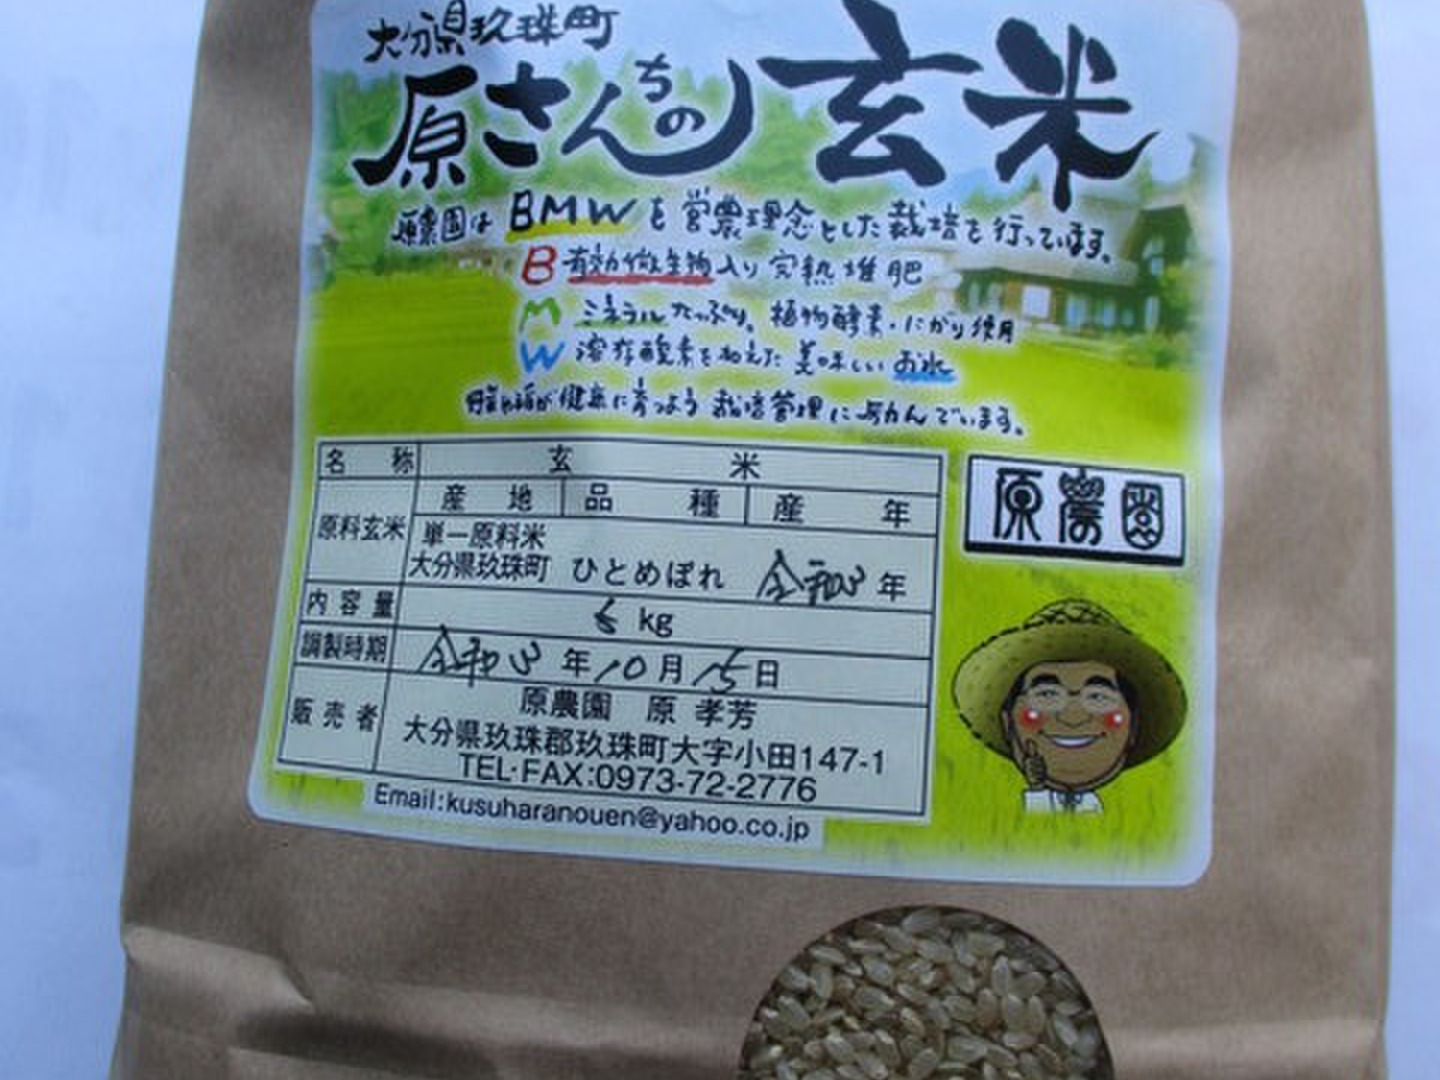 大分県玖珠町
原さんちの玄米
原農園は BMWを営農理念とした栽培を行っています。
B 有効微生物入り完熟堆肥
M ミネラルたっぷり。植物酵素・にがり使用
W 溶存酸素を加えた美味しいお水
野菜や稲が健康に育つよう栽培管理に励んでいます。
名称 玄米
原料玄米 産地 品種 産年
単一原料米
大分県玖珠町 ひとめぼれ 令和3年
内容量 kg
調製時期 令和3年10月15日
販売者 原農園 原 孝芳
大分県玖珠郡玖珠町大字小田147-1
TEL・FAX:0973-72-2776
Email:kusuharanouen@yahoo.co.jp
原農園